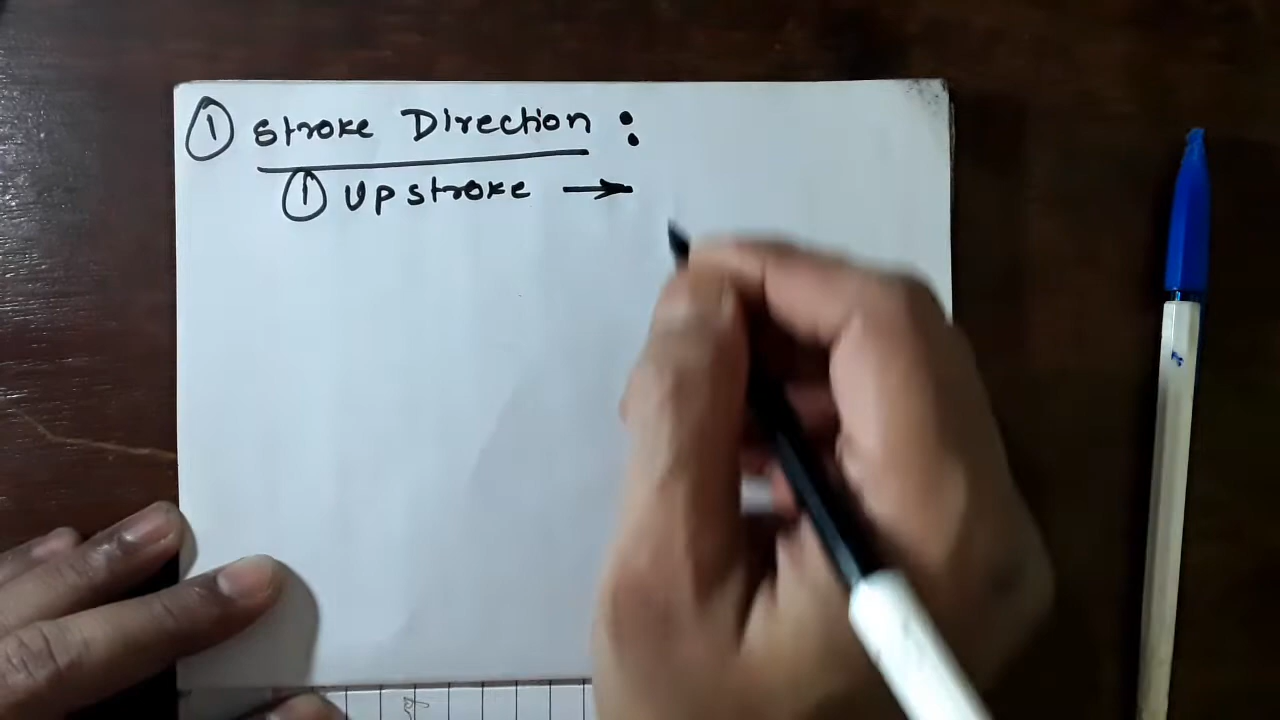 ① Stroke Direction :
① Upstroke →